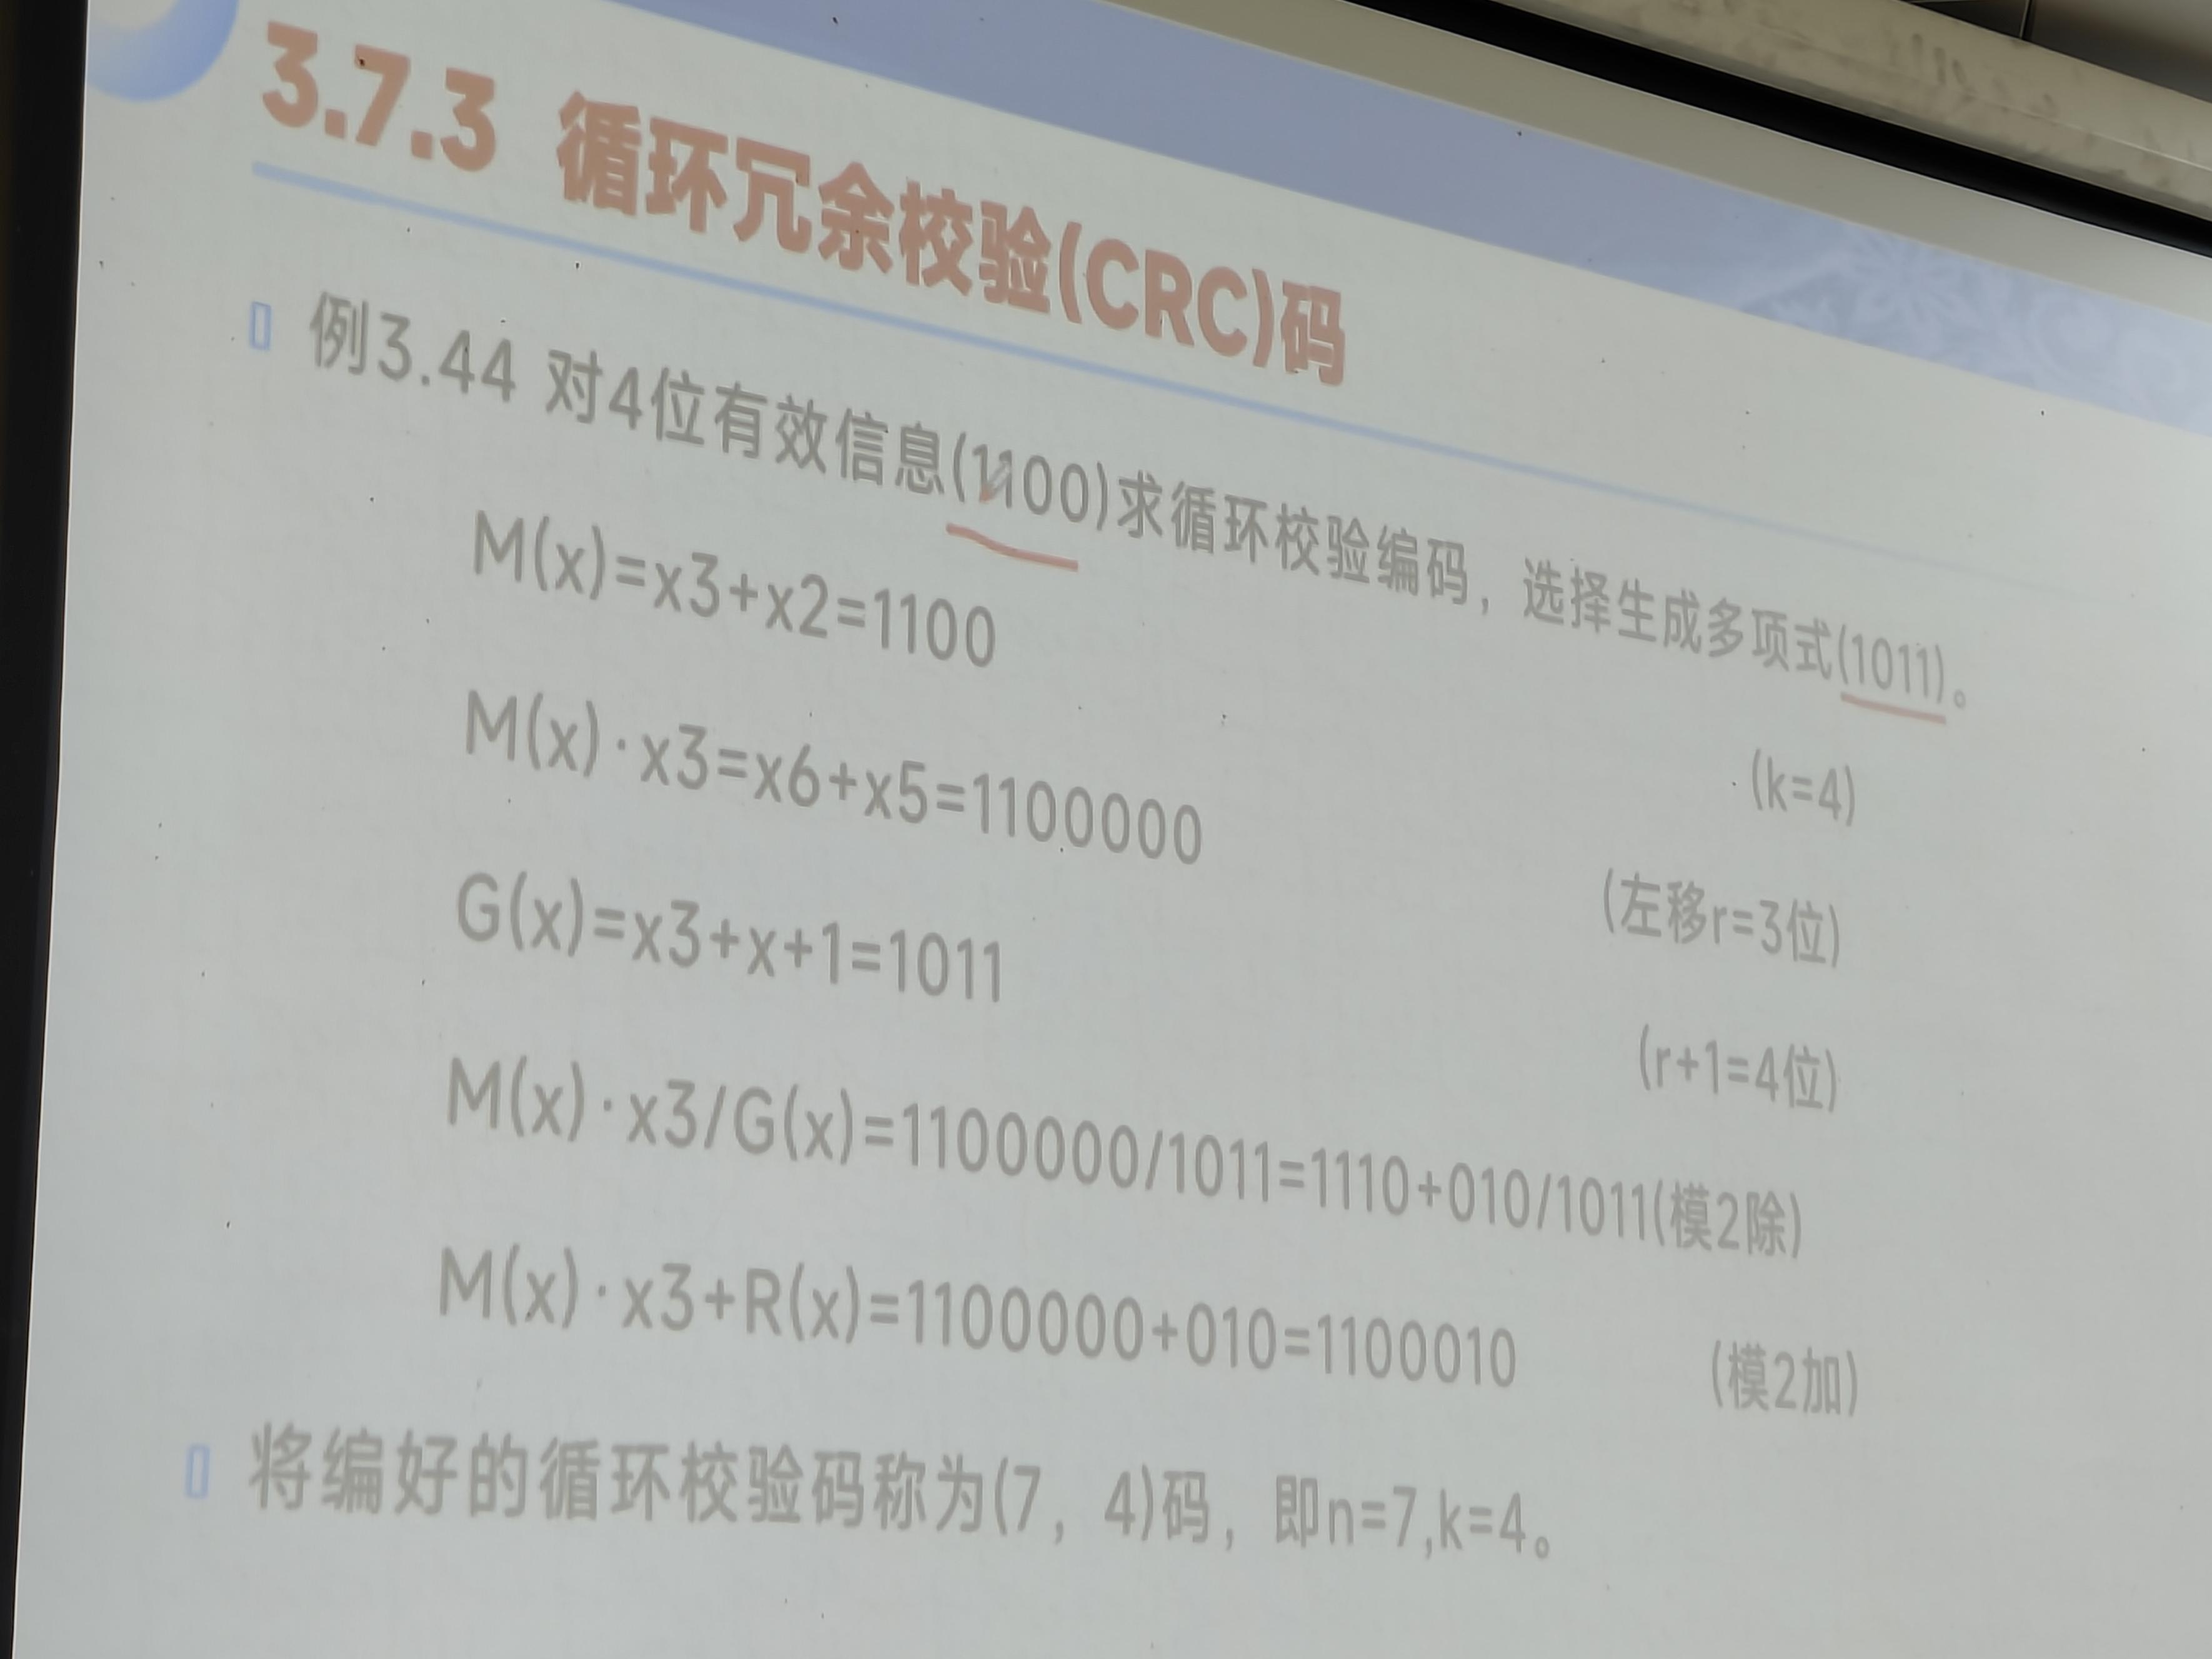 3.7.3 循环冗余校验(CRC)码
例3.44 对4位有效信息(1100)求循环校验编码，选择生成多项式(1011)。
M(x)=x3+x2=1100 (k=4)
M(x)·x3=x6+x5=1100000 (左移r=3位)
G(x)=x3+x+1=1011 (r+1=4位)
M(x)·x3/G(x)=1100000/1011=1110+010/1011(模2除)
M(x)·x3+R(x)=1100000+010=1100010 (模2加)
将编好的循环校验码称为(7，4)码，即n=7,k=4。